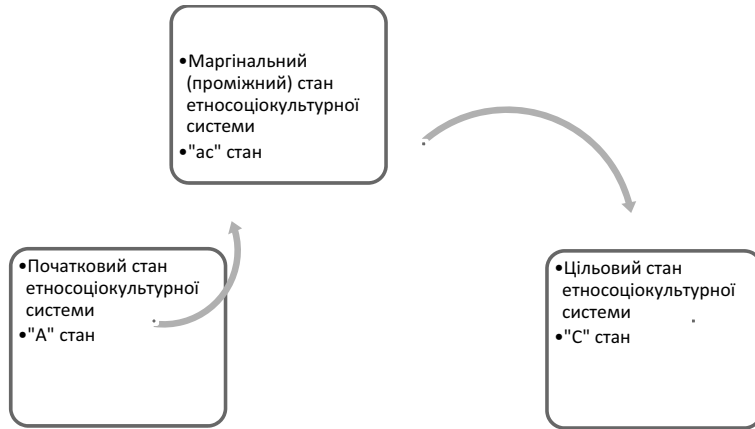 •Маргінальний
(проміжний) стан
етносоціокультурної
системи
•"ас" стан
•Початковий стан
етносоціокультурної
системи
•"А" стан
•Цільовий стан
етносоціокультурної
системи
•"С" стан